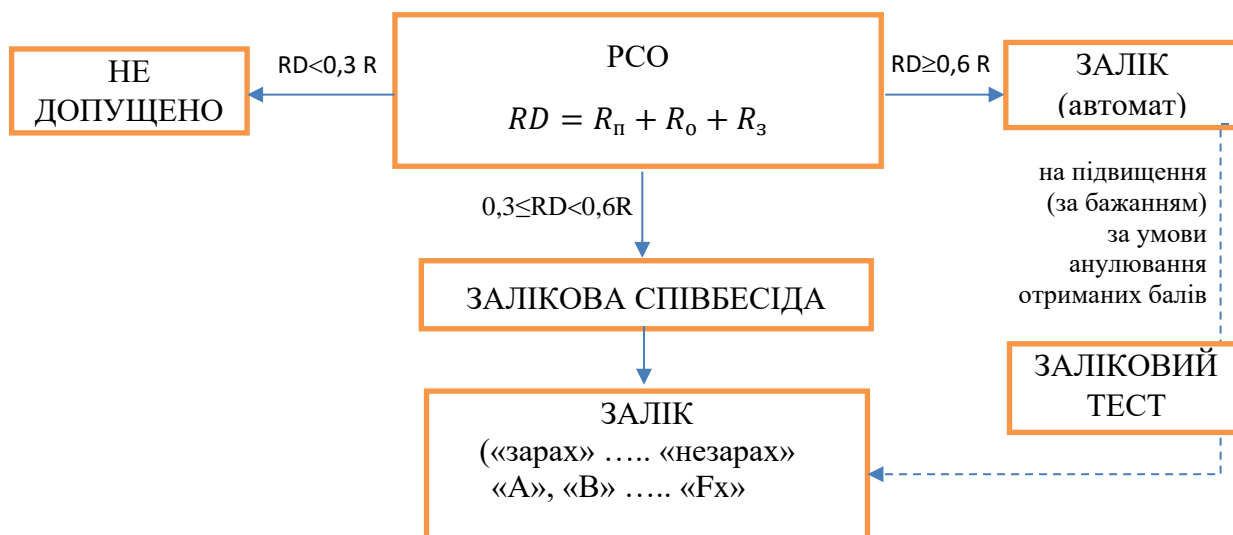 НЕ
ДОПУЩЕНО
RD<0,3 R
РСО
RD = Rп + Rо + Rз
RD≥0,6 R
ЗАЛІК
(автомат)
0,3≤RD<0,6R
на підвищення
(за бажанням)
за умови
анулювання
отриманих балів
ЗАЛІКОВА СПІВБЕСІДА
ЗАЛІКОВИЙ
ТЕСТ
ЗАЛІК
(«зарах» ….. «незарах»
«А», «В» ….. «Fx»